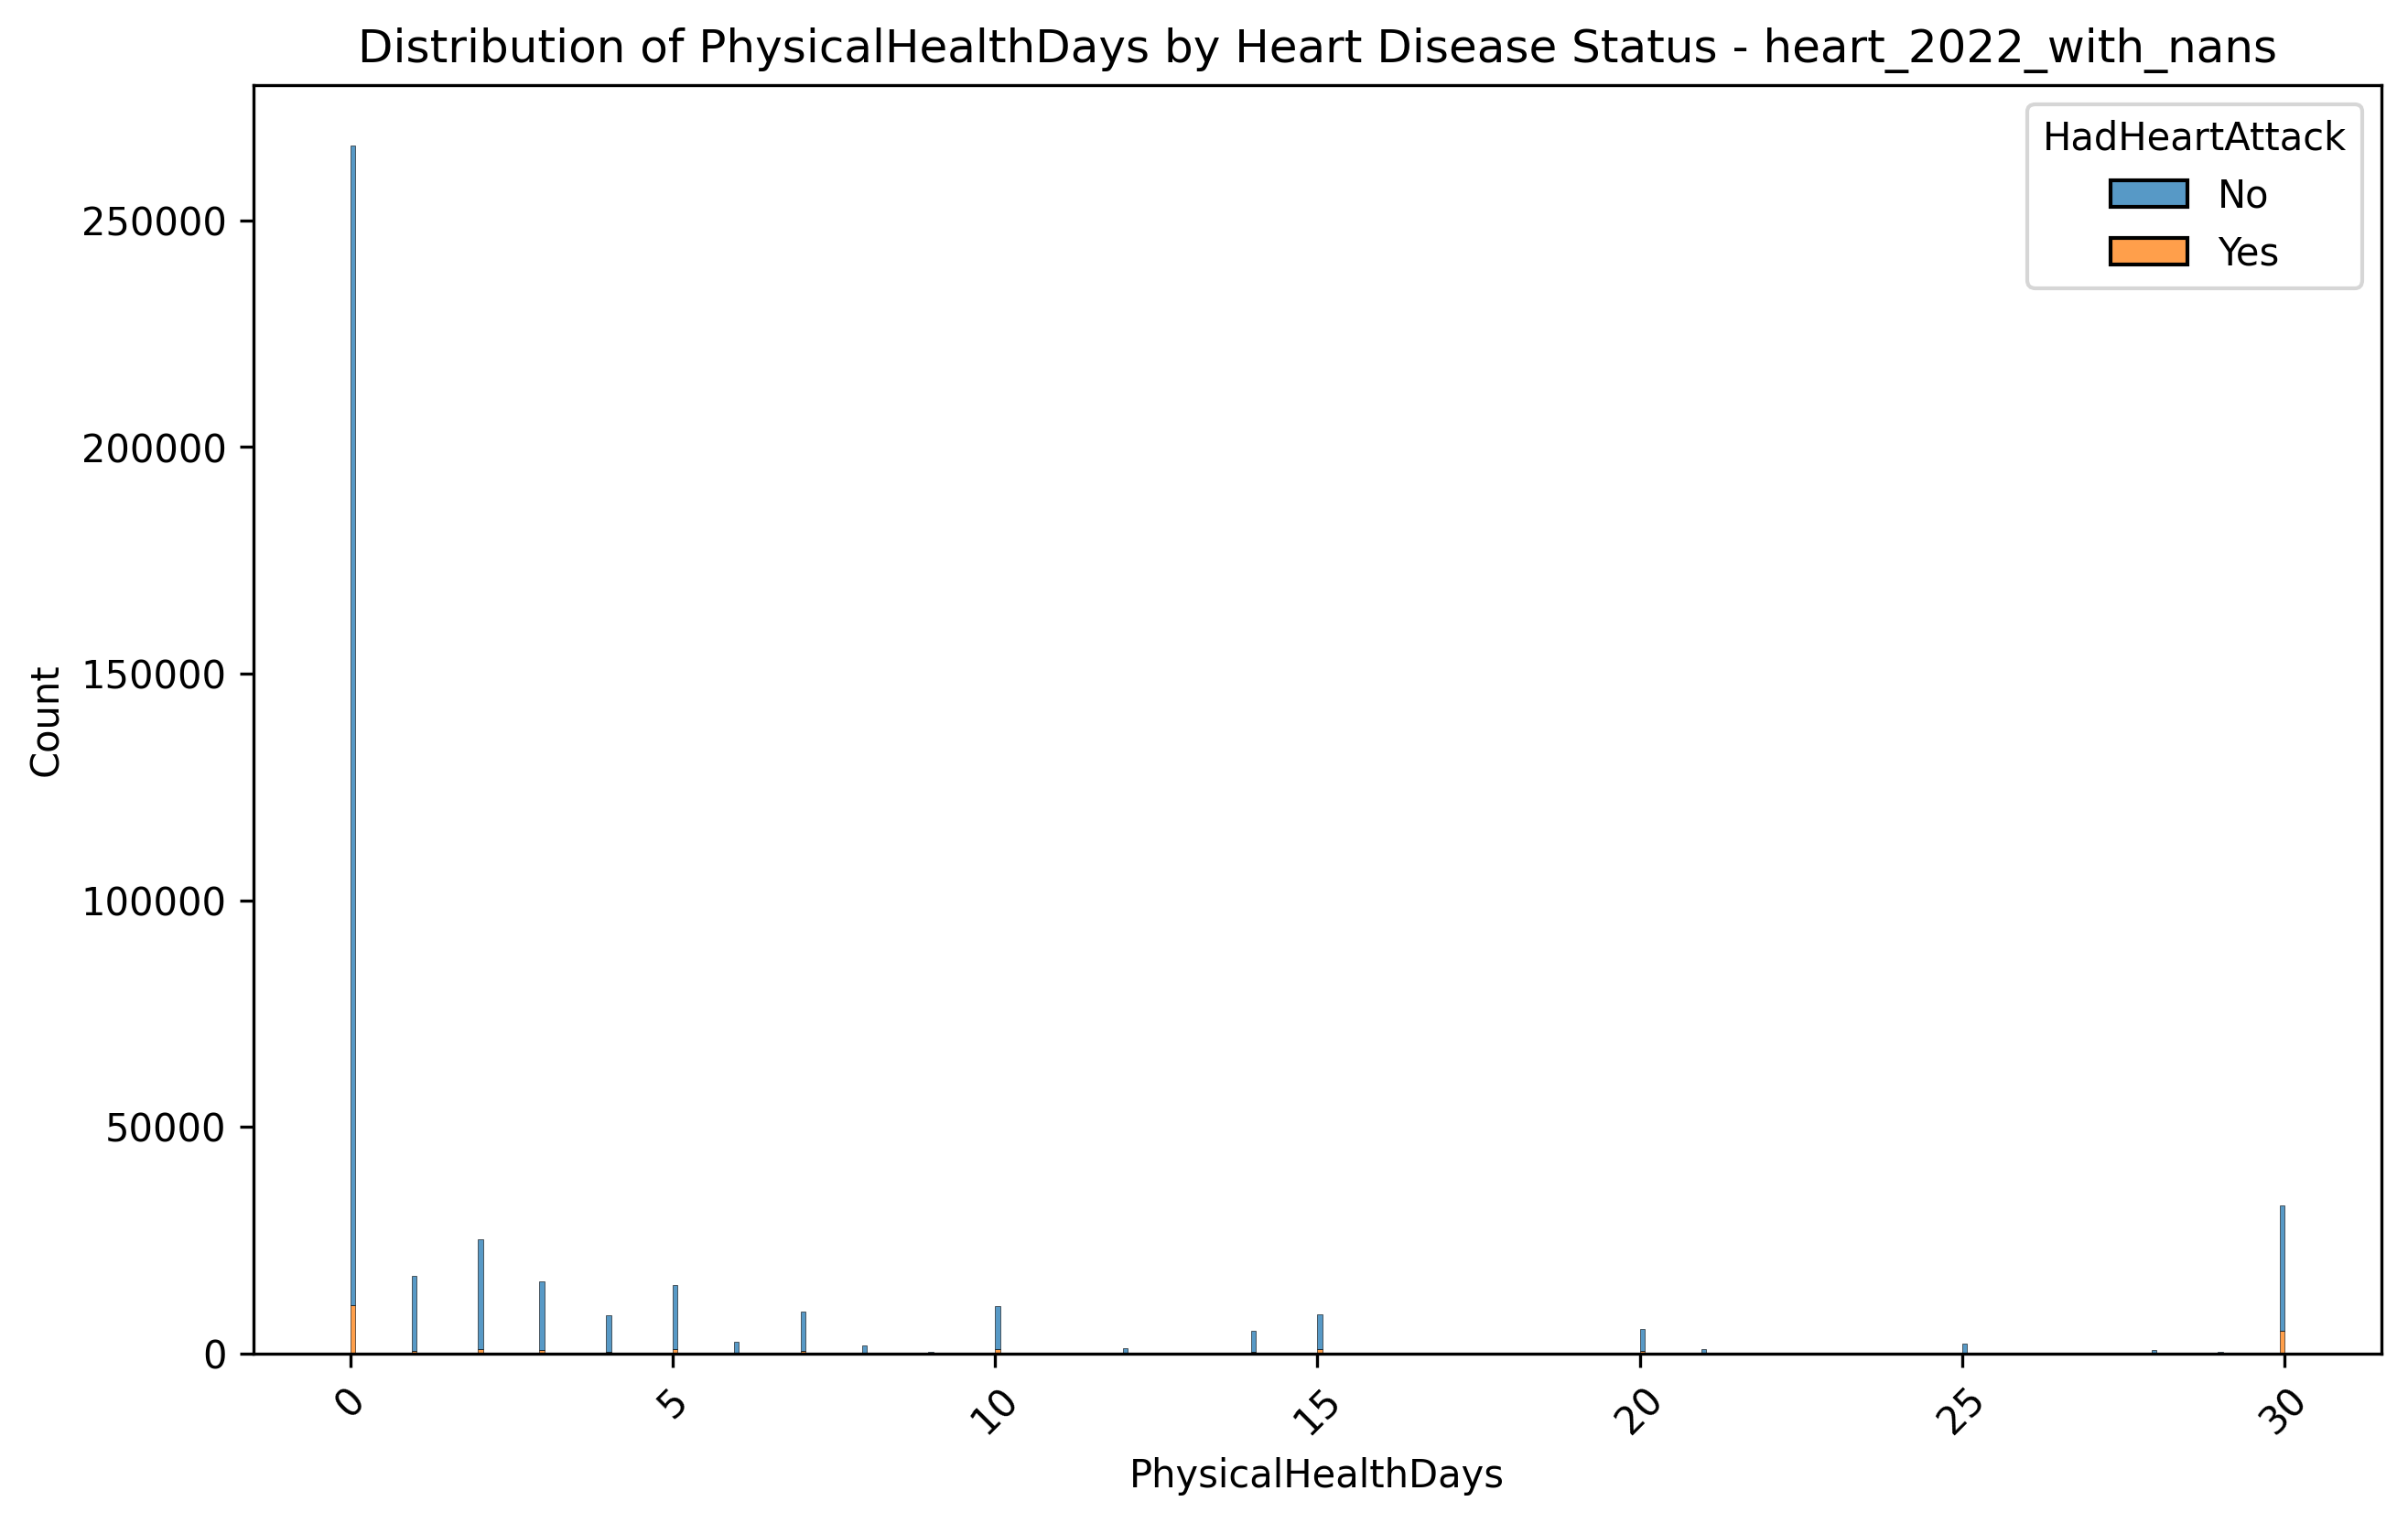 Distribution of PhysicalHealthDays by Heart Disease Status - heart_2022_with_nans
HadHeartAttack
No
Yes
250000
200000
150000
100000
50000
0
Count
0
5
10
15
20
25
30
PhysicalHealthDays